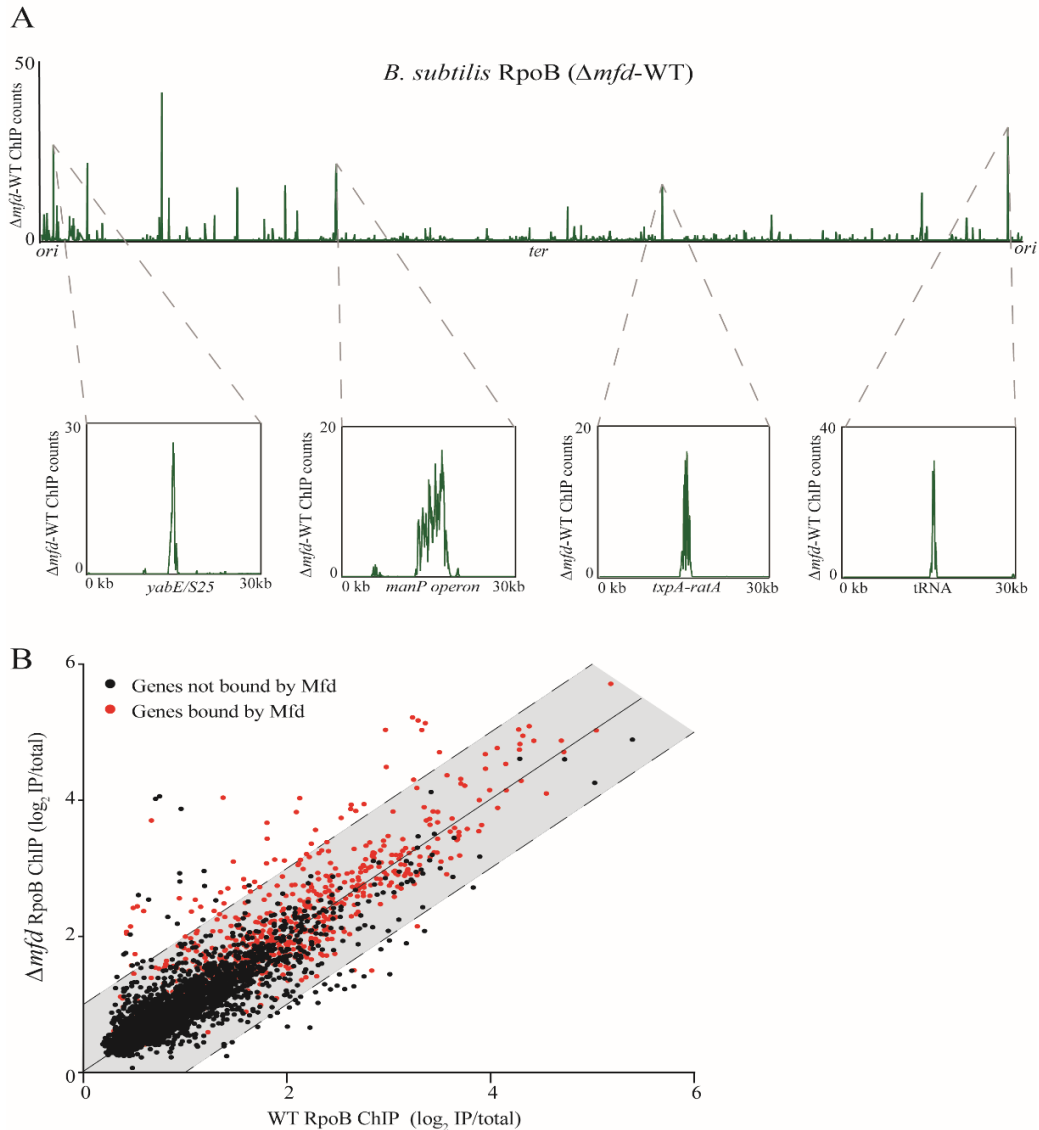 A
B. subtilis RpoB (Δmfd-WT)
50
0
Δmfd-WT ChIP counts
ori
ter
ori
30
0
Δmfd-WT ChIP counts
0 kb
yabE/S25
30kb
20
0
Δmfd-WT ChIP counts
0 kb
manP operon
30kb
20
0
Δmfd-WT ChIP counts
0 kb
txpA-ratA
30kb
40
0
Δmfd-WT ChIP counts
0 kb
tRNA
30kb
B
Genes not bound by Mfd
Genes bound by Mfd
6
4
2
0
Δmfd RpoB ChIP (log₂ IP/total)
0
2
4
6
WT RpoB ChIP (log₂ IP/total)